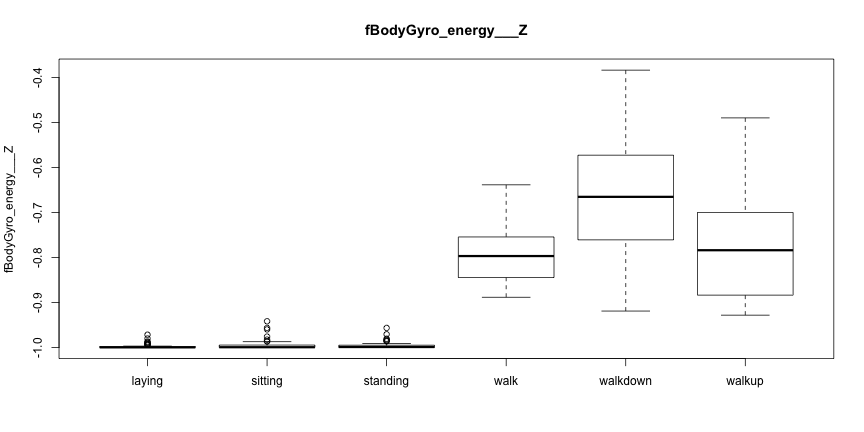 fBodyGyro_energy___Z
fBodyGyro_energy___Z
-0.4
-0.5
-0.6
-0.7
-0.8
-0.9
-1.0
laying sitting standing walk walkdown walkup